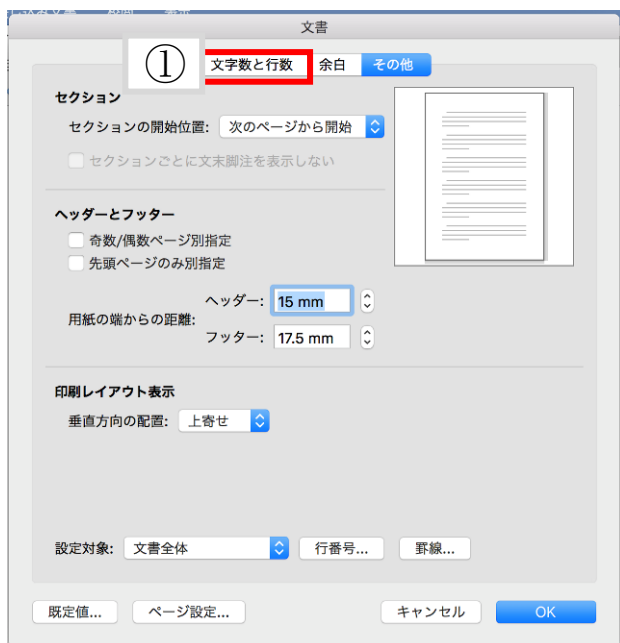 文書
① 文字数と行数 余白 その他
セクション
セクションの開始位置: 次のページから開始
セクションごとに文末脚注を表示しない
ヘッダーとフッター
奇数/偶数ページ別指定
先頭ページのみ別指定
用紙の端からの距離:
ヘッダー: 15 mm
フッター: 17.5 mm
印刷レイアウト表示
垂直方向の配置: 上寄せ
設定対象: 文書全体 行番号... 罫線...
既定値... ページ設定... キャンセル OK